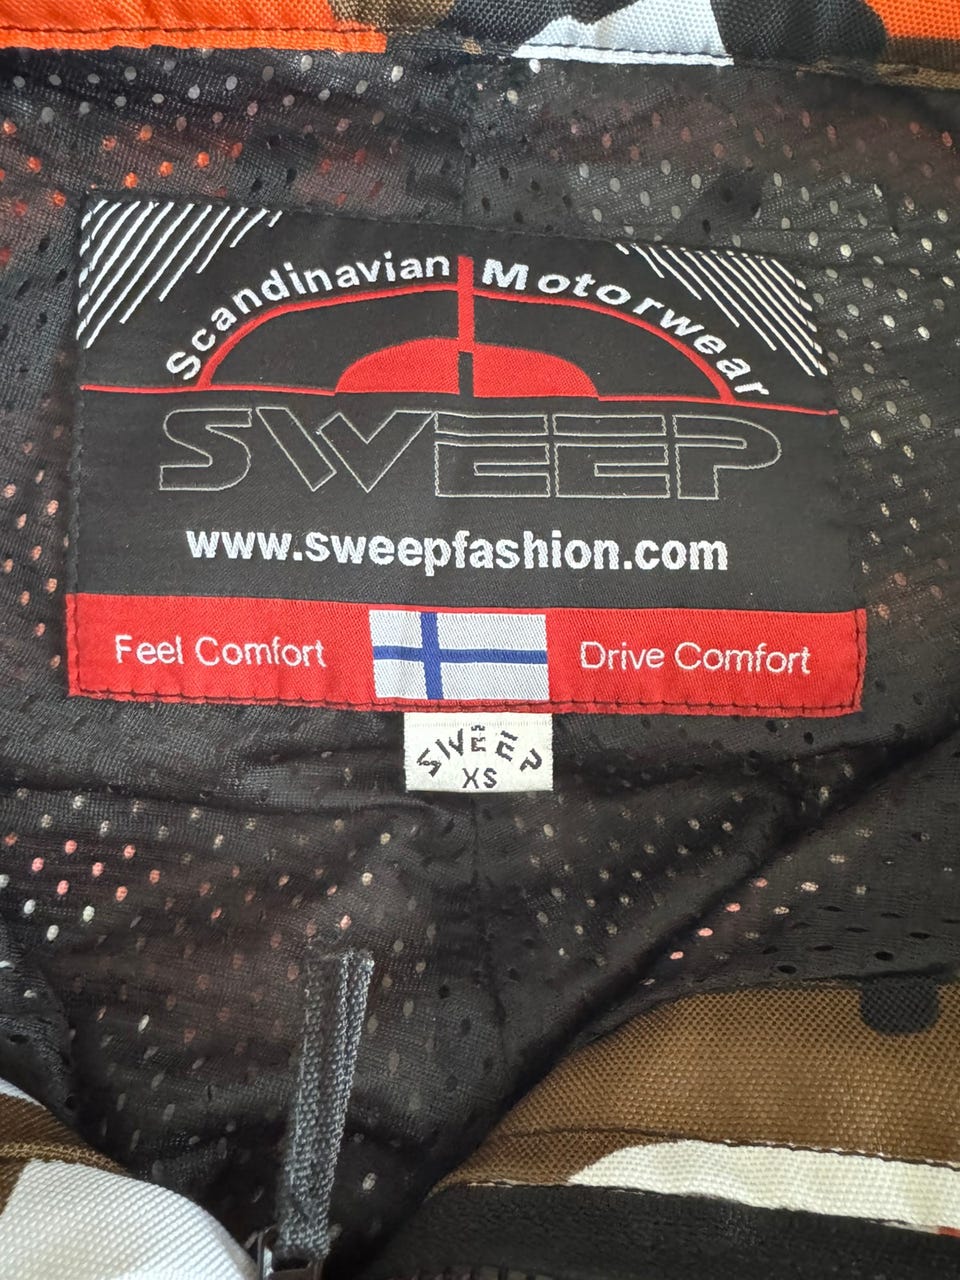 Scandinavian Motorwear
SWEEP
www.sweepfashion.com
Feel Comfort Drive Comfort
SWEEP
XS